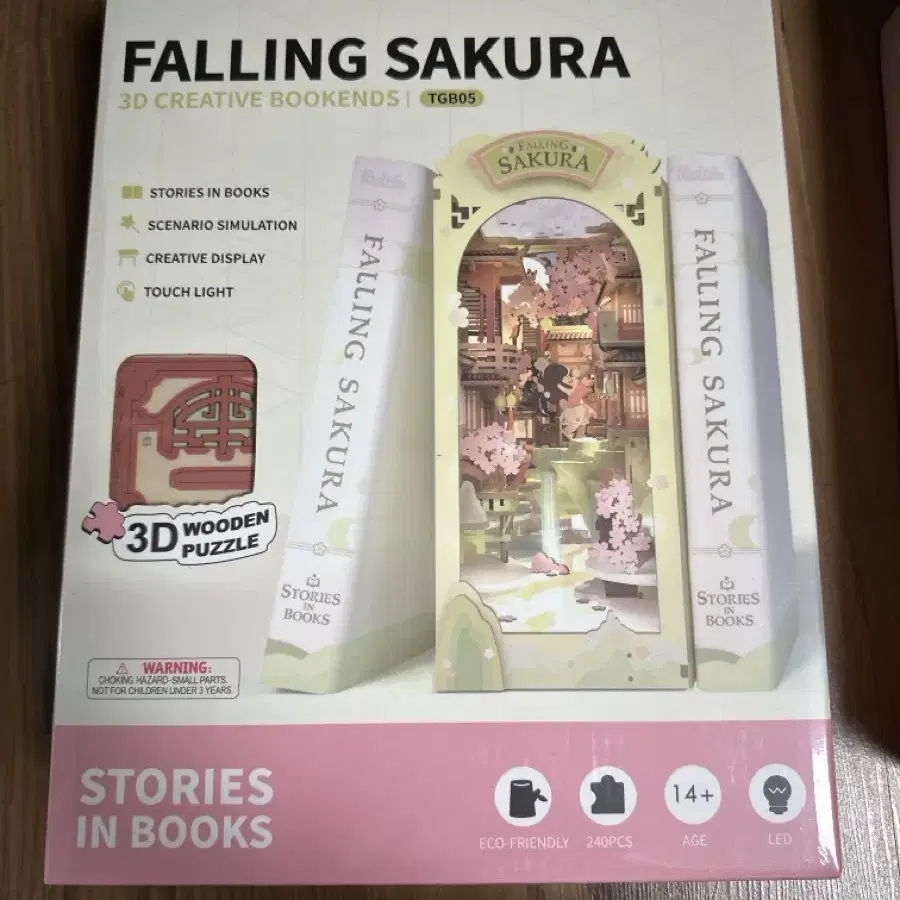 FALLING SAKURA
3D CREATIVE BOOKENDS | TGB05
STORIES IN BOOKS
SCENARIO SIMULATION
CREATIVE DISPLAY
TOUCH LIGHT
3D WOODEN
PUZZLE
WARNING:
CHOKING HAZARD-SMALL PARTS.
NOT FOR CHILDREN UNDER 3 YEARS.
Rolife
FALLING SAKURA
STORIES
IN
BOOKS
FALLING
SAKURA
Rolife
FALLING SAKURA
STORIES
IN
BOOKS
STORIES
IN BOOKS
14+
ECO-FRIENDLY
240PCS
AGE
LED